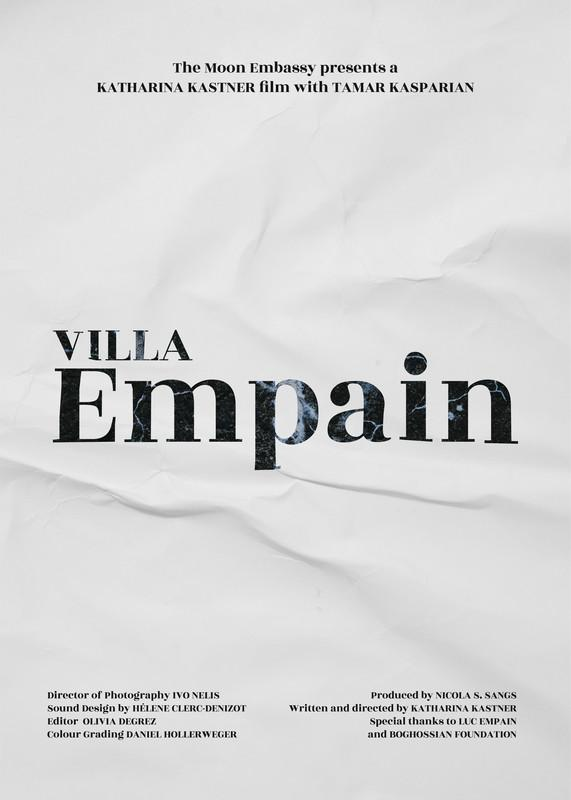 The Moon Embassy presents a
KATHARINA KASTNER film with TAMAR KASPARIAN
VILLA
Empain
Director of Photography IVO NELIS
Sound Design by HÉLENE CLERC-DENIZOT
Editor OLIVIA DEGREZ
Colour Grading DANIEL HOLLERWEGER
Produced by NICOLA S. SANGS
Written and directed by KATHARINA KASTNER
Special thanks to LUC EMPAIN
and BOGHOSSIAN FOUNDATION